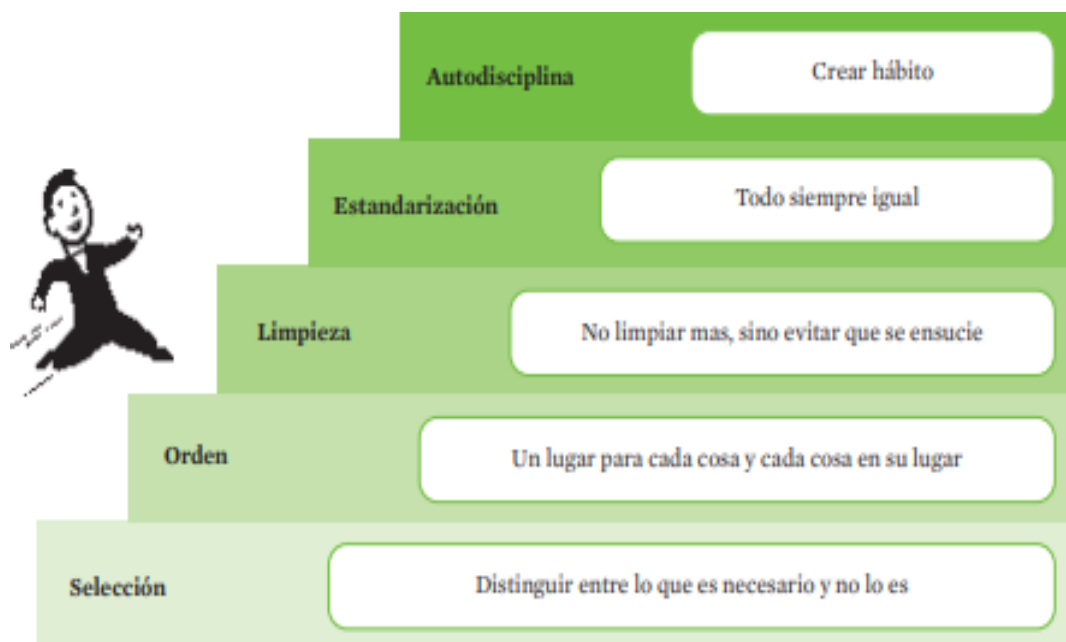 Autodisciplina
Crear hábito
Estandarización
Todo siempre igual
Limpieza
No limpiar mas, sino evitar que se ensucie
Orden
Un lugar para cada cosa y cada cosa en su lugar
Selección
Distinguir entre lo que es necesario y no lo es